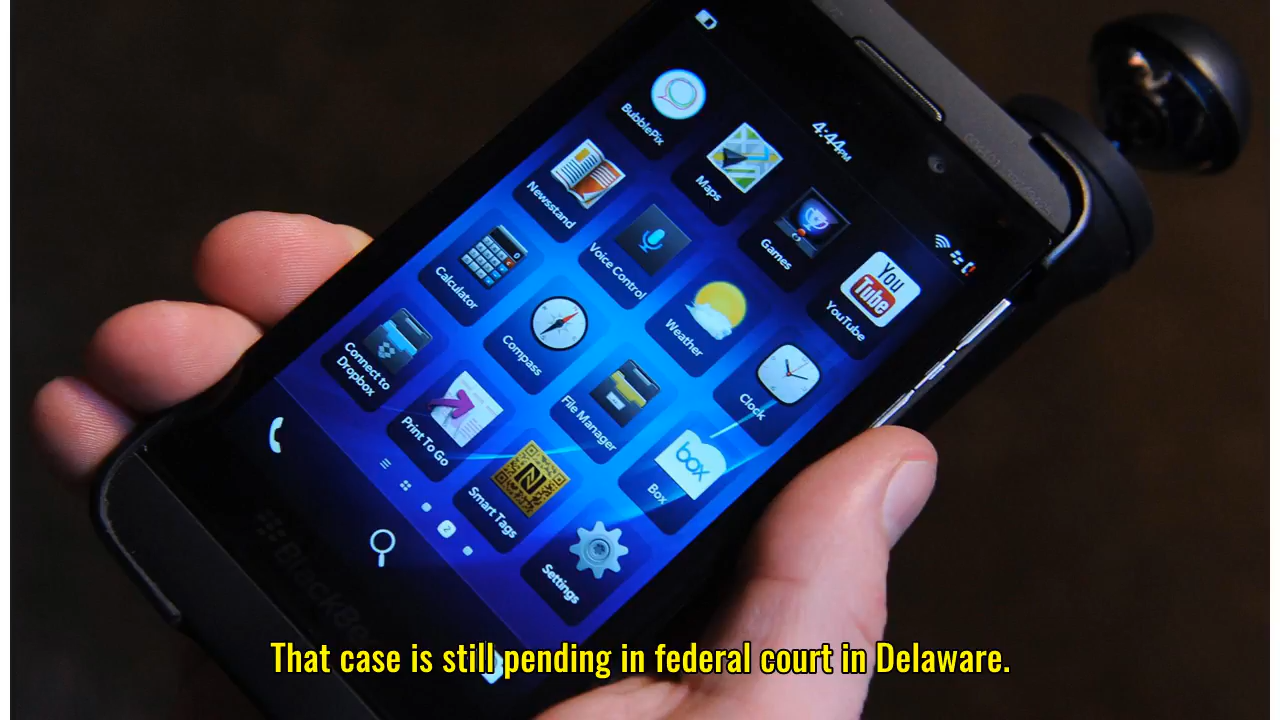 4:44PM
BubblePix
Maps
Games
You
Tube
YouTube
Newsstand
Voice Control
Weather
Clock
Calculator
Compass
File Manager
box
Box
Connect to
Dropbox
Print To Go
Smart Tags
Settings
2
That case is still pending in federal court in Delaware.